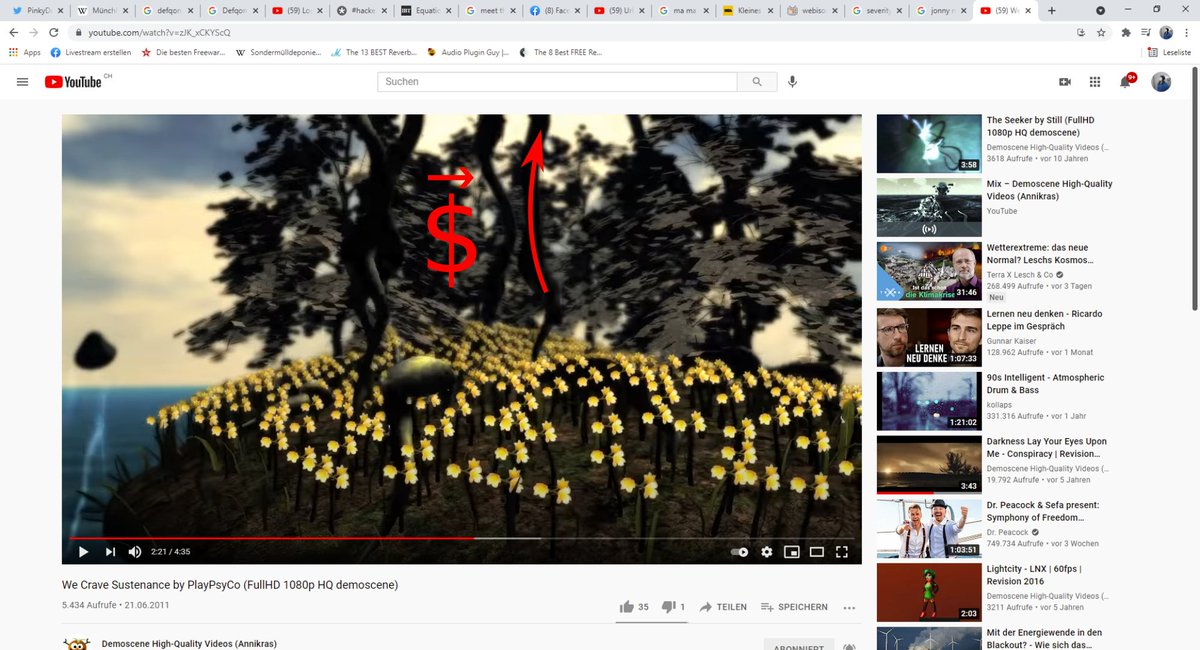 PinkyD
Münchl
defqon
Defqon
(59) Lo
#hacke
Equatic
meet th
(8) Face
(59) Url
ma ma
Kleines
webiso
severity
jonny n
(59) We
youtube.com/watch?v=zJK_xCKYScQ
Apps
Livestream erstellen
Die besten Freewar...
Sondermülldeponie...
The 13 BEST Reverb...
Audio Plugin Guy |...
The 8 Best FREE Re...
Leseliste
YouTube CH
Suchen
9+
$
2:21 / 4:35
We Crave Sustenance by PlayPsyCo (FullHD 1080p HQ demoscene)
5.434 Aufrufe • 21.06.2011
35
1
TEILEN
SPEICHERN
Demoscene High-Quality Videos (Annikras)
ABONNIERT
The Seeker by Still (FullHD
1080p HQ demoscene)
Demoscene High-Quality Videos (...
3618 Aufrufe • vor 10 Jahren
3:58
Mix – Demoscene High-Quality
Videos (Annikras)
YouTube
Wetterextreme: das neue
Normal? Leschs Kosmos...
Terra X Lesch & Co
268.499 Aufrufe • vor 3 Tagen
Neu
Ist das schon
die Klimakrise
31:46
Lernen neu denken - Ricardo
Leppe im Gespräch
Gunnar Kaiser
128.962 Aufrufe • vor 1 Monat
LERNEN
NEU DENKE
1:07:33
90s Intelligent - Atmospheric
Drum & Bass
kollaps
331.316 Aufrufe • vor 1 Jahr
1:21:02
Darkness Lay Your Eyes Upon
Me - Conspiracy | Revision...
Demoscene High-Quality Videos (...
19.792 Aufrufe • vor 5 Jahren
3:43
Dr. Peacock & Sefa present:
Symphony of Freedom...
Dr. Peacock
749.734 Aufrufe • vor 3 Wochen
1:03:51
Lightcity - LNX | 60fps |
Revision 2016
Demoscene High-Quality Videos (...
3211 Aufrufe • vor 5 Jahren
2:03
Mit der Energiewende in den
Blackout? - Wie sich das...